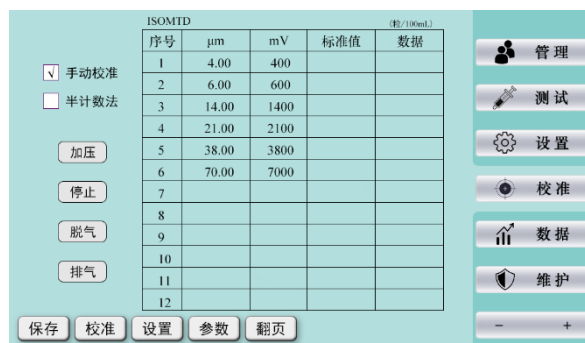 ISOMTD (粒/100mL)
序号 μm mV 标准值 数据
1 4.00 400
2 6.00 600
3 14.00 1400
4 21.00 2100
5 38.00 3800
6 70.00 7000
7
8
9
10
11
12
√ 手动校准
半计数法
加压
停止
脱气
排气
保存 校准 设置 参数 翻页
管理
测试
设置
校准
数据
维护
- +